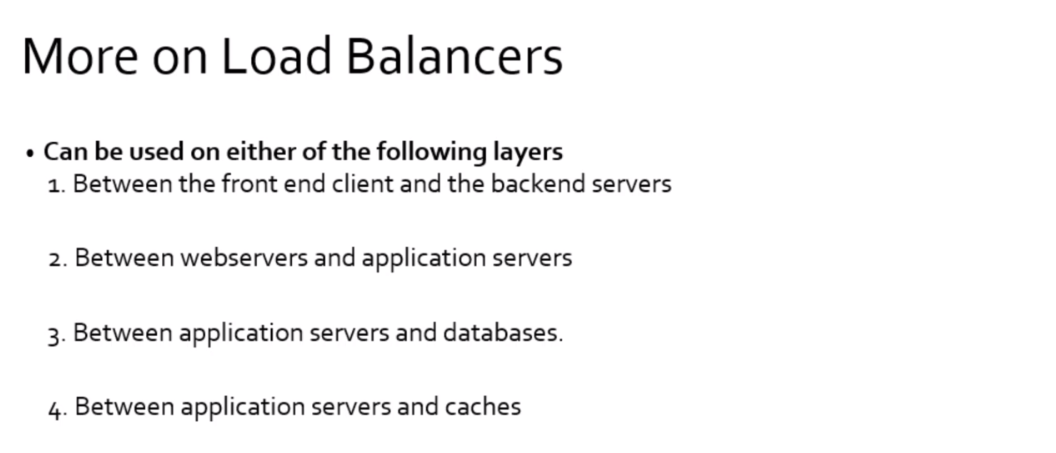 More on Load Balancers
• Can be used on either of the following layers
1. Between the front end client and the backend servers
2. Between webservers and application servers
3. Between application servers and databases.
4. Between application servers and caches